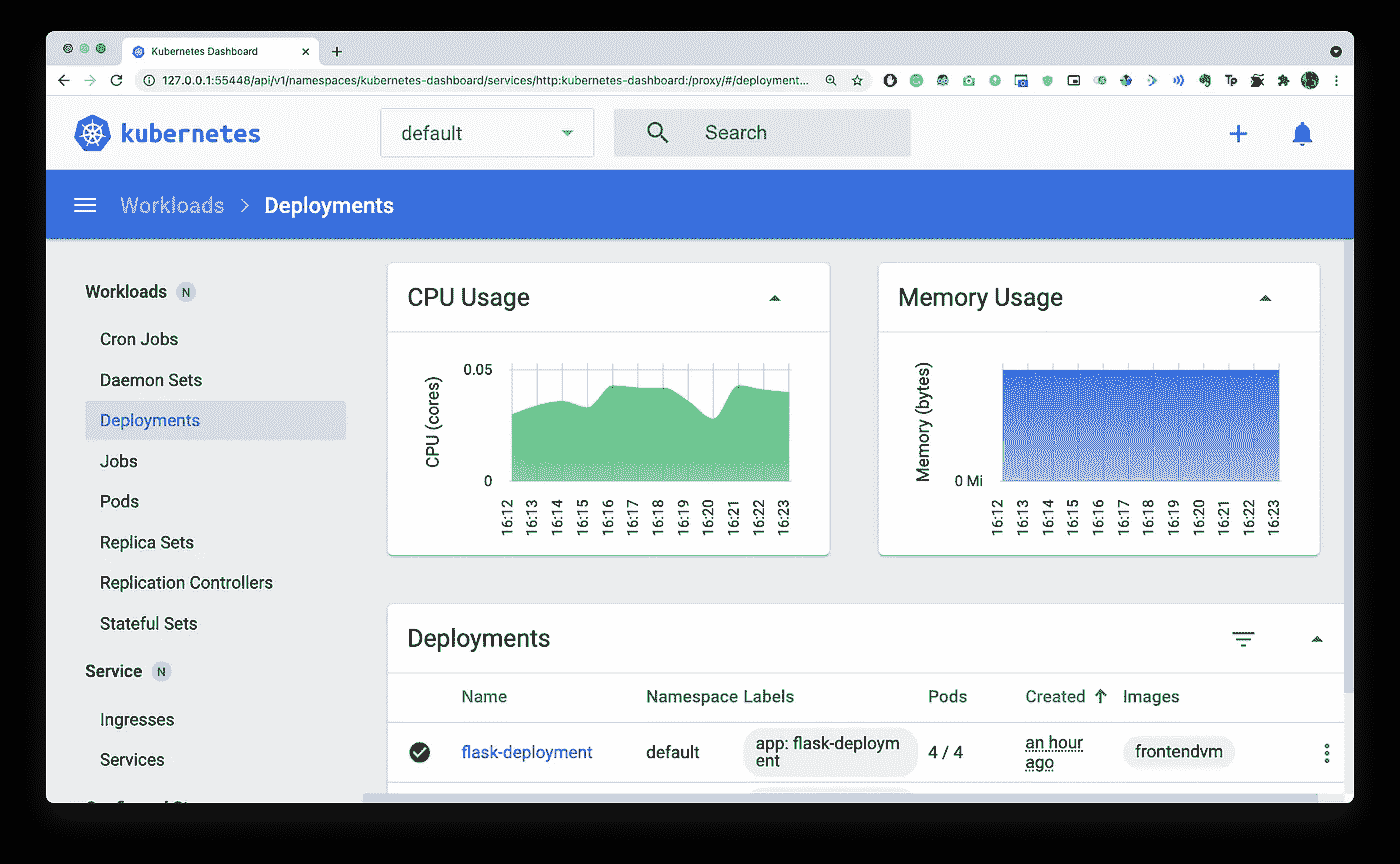 Kubernetes Dashboard
127.0.0.1:55448/api/v1/namespaces/kubernetes-dashboard/services/http:kubernetes-dashboard:/proxy/#/deployment...
kubernetes
default
Search
Workloads > Deployments
Workloads N
Cron Jobs
Daemon Sets
Deployments
Jobs
Pods
Replica Sets
Replication Controllers
Stateful Sets
Service N
Ingresses
Services
CPU Usage
CPU (cores)
0.05
0
16:12 16:13 16:14 16:15 16:16 16:17 16:18 16:19 16:20 16:21 16:22 16:23
Memory Usage
Memory (bytes)
0 Mi
16:12 16:13 16:14 16:15 16:16 16:17 16:18 16:19 16:20 16:21 16:22 16:23
Deployments
Name Namespace Labels Pods Created ↑ Images
flask-deployment default app: flask-deploym 4 / 4 an hour frontendvm
ent ago